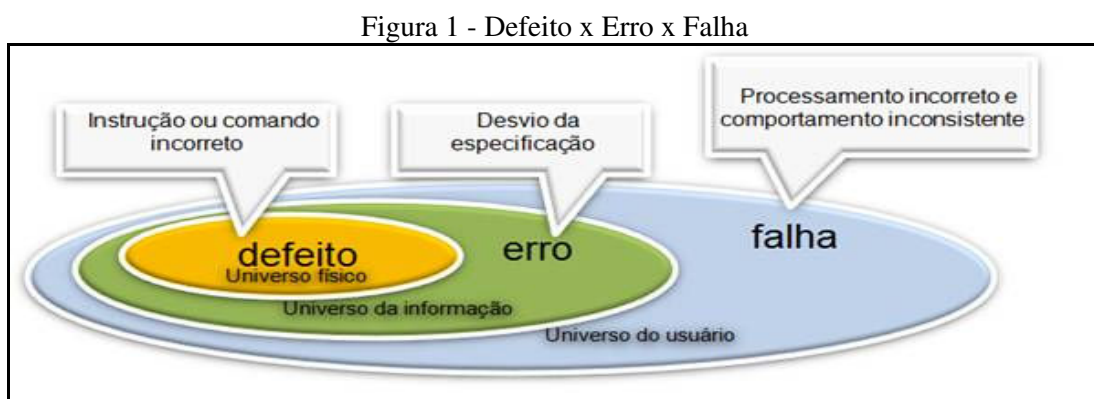 Figura 1 - Defeito x Erro x Falha
Instrução ou comando
incorreto
Desvio da
especificação
Processamento incorreto e
comportamento inconsistente
defeito
Universo físico
erro
Universo da informação
falha
Universo do usuário